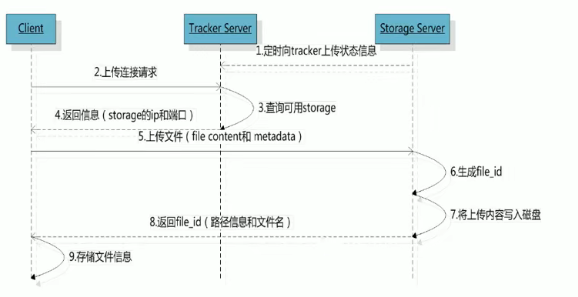 Client
Tracker Server
Storage Server
1.定时向tracker上传状态信息
2.上传连接请求
3.查询可用storage
4.返回信息（storage的ip和端口）
5.上传文件（file content和 metadata）
6.生成file_id
7.将上传内容写入磁盘
8.返回file_id（路径信息和文件名）
9.存储文件信息